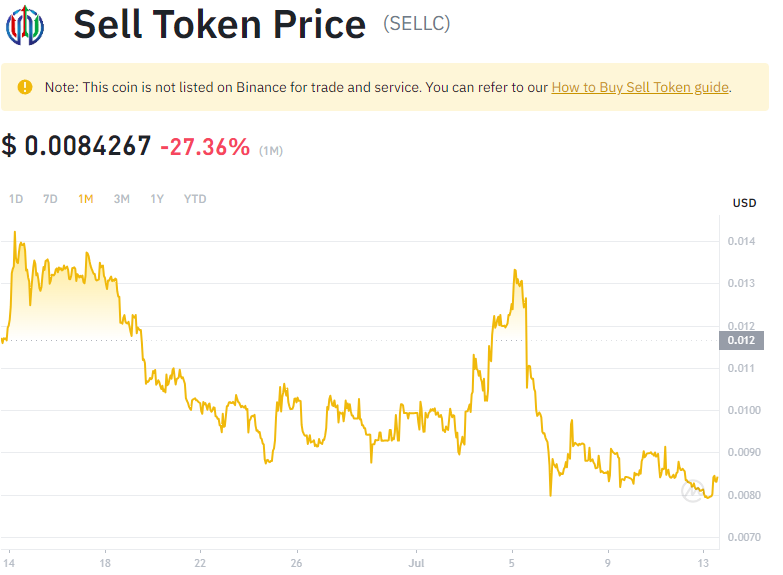 Sell Token Price (SELLC)
Note: This coin is not listed on Binance for trade and service. You can refer to our How to Buy Sell Token guide.
$ 0.0084267 -27.36% (1M)
1D 7D 1M 3M 1Y YTD
USD
0.014
0.013
0.012
0.012
0.011
0.0100
0.0090
0.0080
0.0070
14 18 22 26 Jul 5 9 13